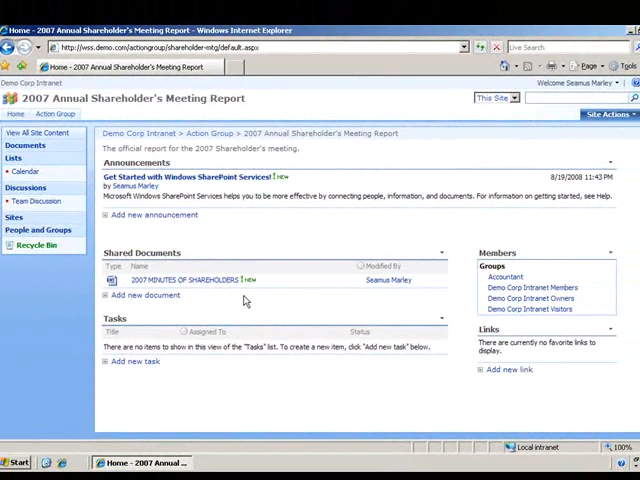 Home - 2007 Annual Shareholder's Meeting Report - Windows Internet Explorer
http://wss.demo.com/actiongroup/shareholder-mtg/default.aspx
Live Search
Home - 2007 Annual Shareholder's Meeting Report
Page
Tools
Demo Corp Intranet
Welcome Seamus Marley
2007 Annual Shareholder's Meeting Report
This Site
Home
Action Group
Site Actions
View All Site Content
Documents
Lists
Calendar
Discussions
Team Discussion
Sites
People and Groups
Recycle Bin
Demo Corp Intranet > Action Group > 2007 Annual Shareholder's Meeting Report
The official report for the 2007 Shareholder's meeting.
Announcements
Get Started with Windows SharePoint Services! NEW
8/19/2008 11:43 PM
by Seamus Marley
Microsoft Windows SharePoint Services helps you to be more effective by connecting people, information, and documents. For information on getting started, see Help.
Add new announcement
Shared Documents
Type Name Modified By
2007 MINUTES OF SHAREHOLDERS NEW Seamus Marley
Add new document
Tasks
Title Assigned To Status
There are no items to show in this view of the "Tasks" list. To create a new item, click "Add new task" below.
Add new task
Members
Groups
Accountant
Demo Corp Intranet Members
Demo Corp Intranet Owners
Demo Corp Intranet Visitors
Links
There are currently no favorite links to
display.
Add new link
Local intranet
100%
Start
Home - 2007 Annual ...